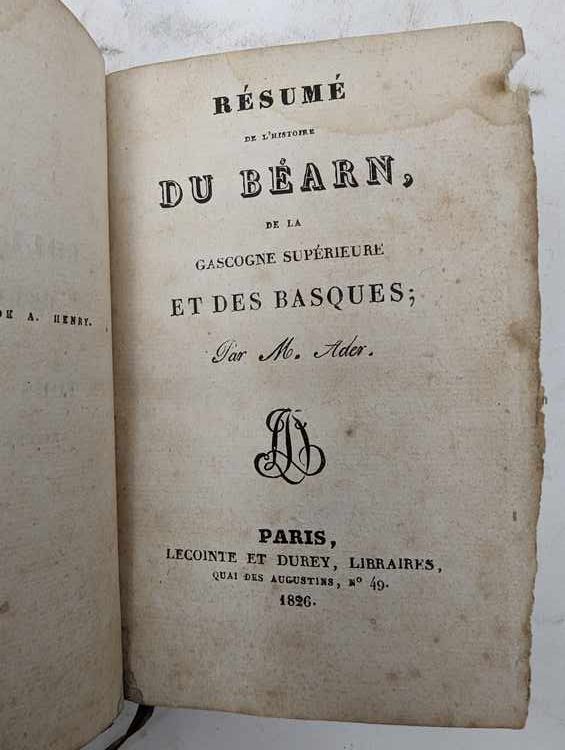 A. HENRY.
RÉSUMÉ
DE L'HISTOIRE
DU BÉARN,
DE LA
GASCOGNE SUPÉRIEURE
ET DES BASQUES;
Par M. Ader.
PARIS,
LECOINTE ET DUREY, LIBRAIRES,
QUAI DES AUGUSTINS, No 49.
1826.